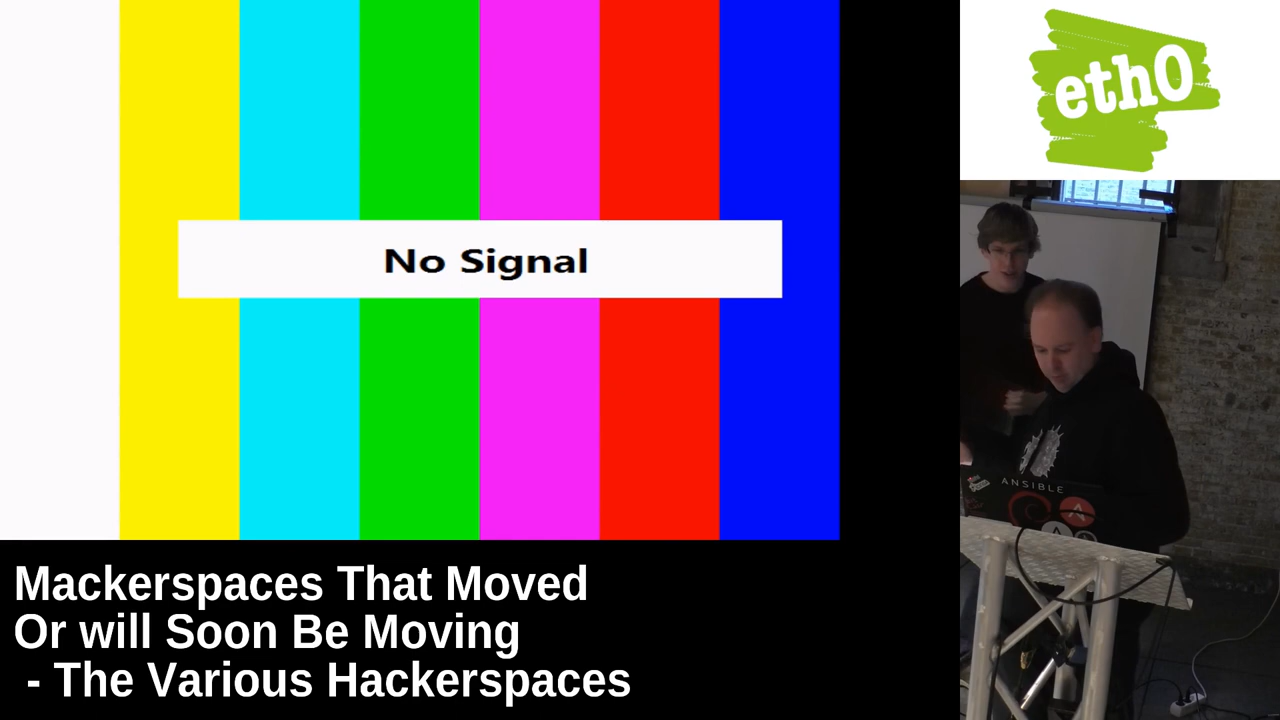 No Signal
eth0
ANSIBLE
Mackerspaces That Moved
Or will Soon Be Moving
- The Various Hackerspaces